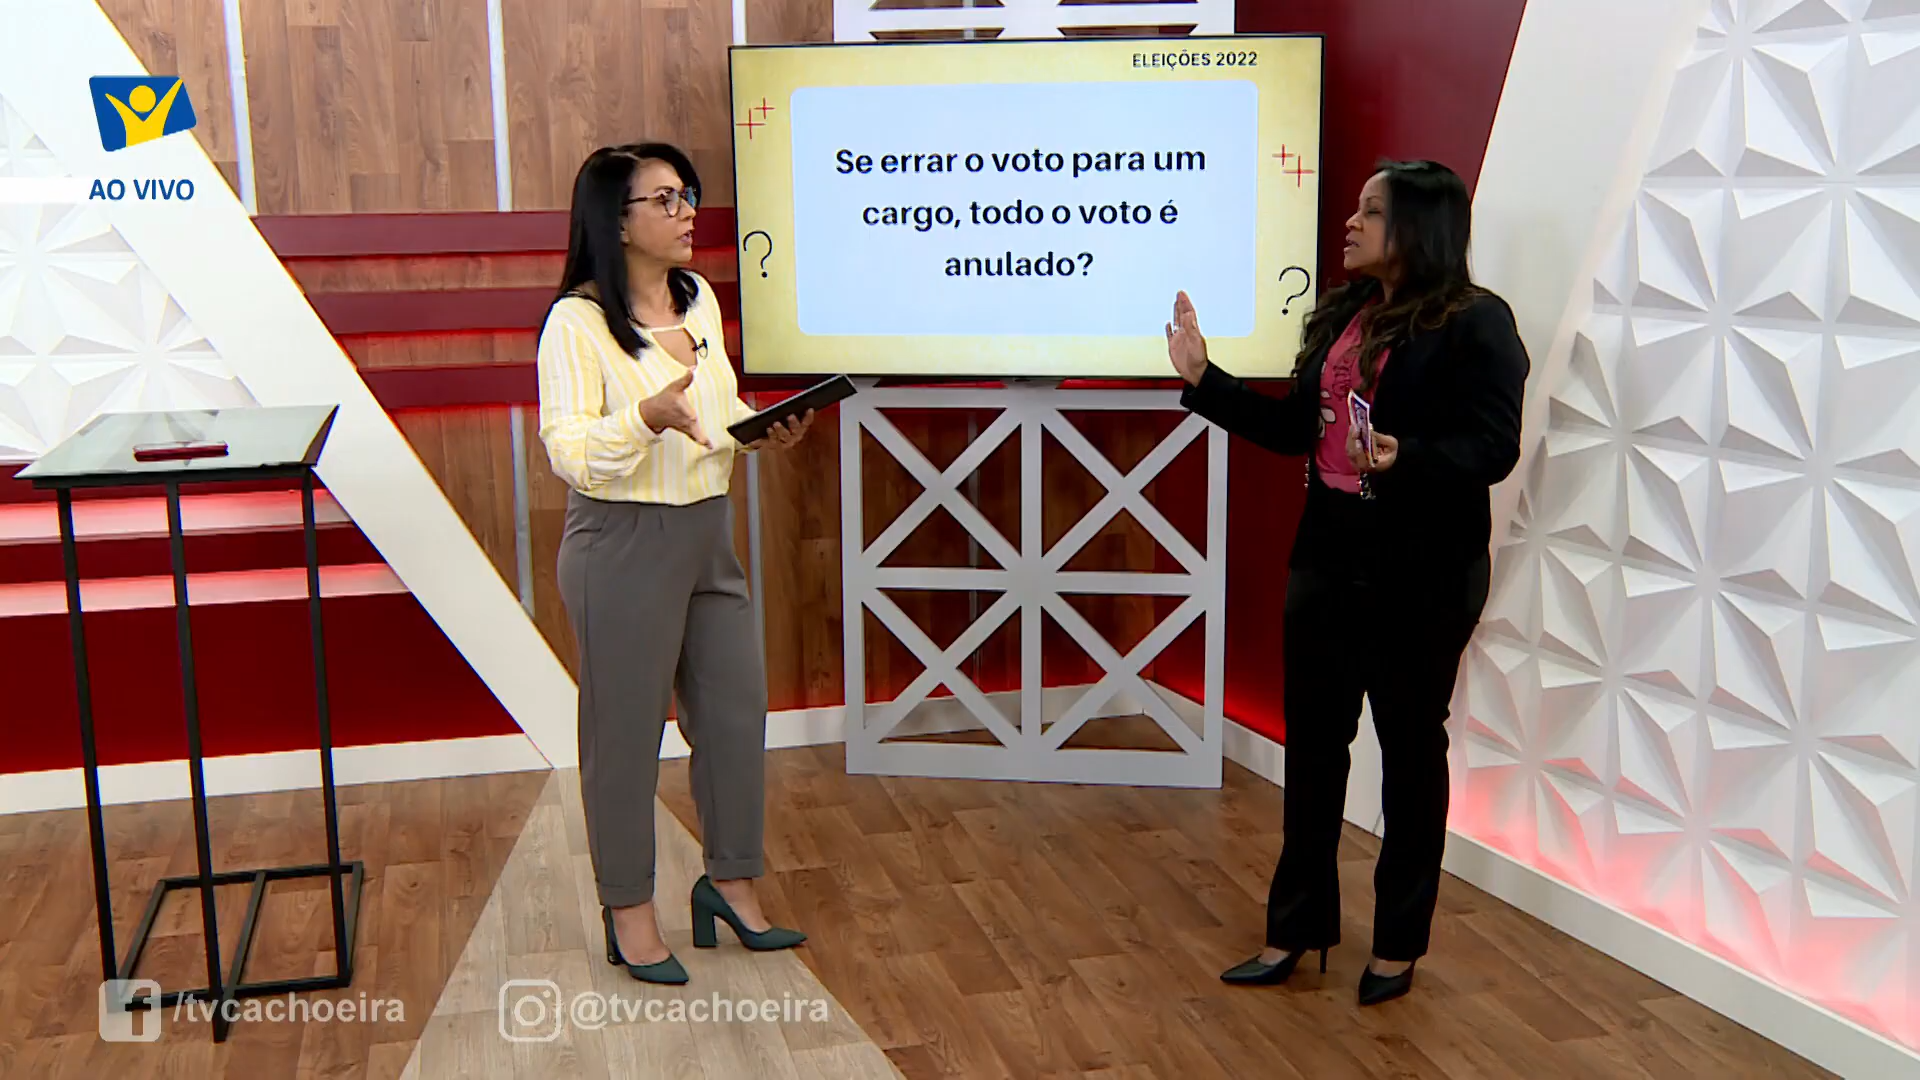 ELEIÇÕES 2022
AO VIVO
Se errar o voto para um
cargo, todo o voto é
anulado?
/tvcachoeira
@tvcachoeira